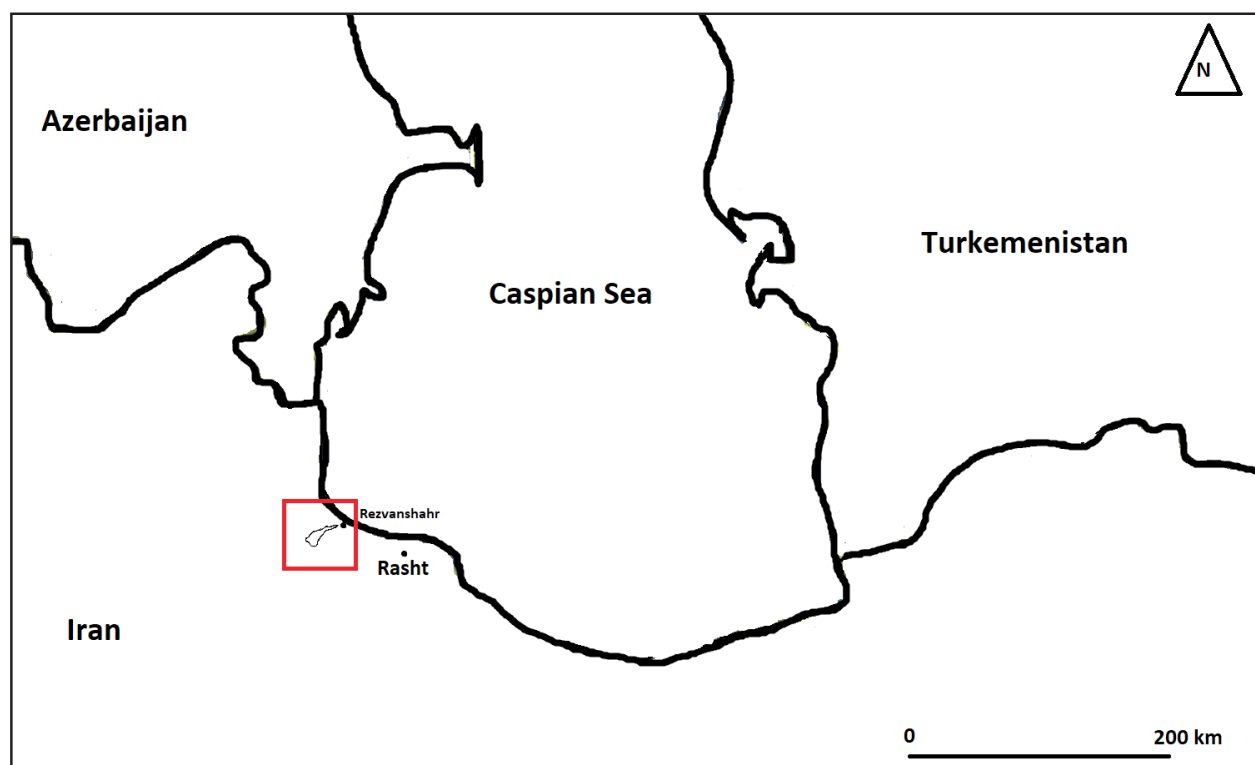 N
Azerbaijan
Turkemenistan
Caspian Sea
Rezvanshahr
Rasht
Iran
0 200 km